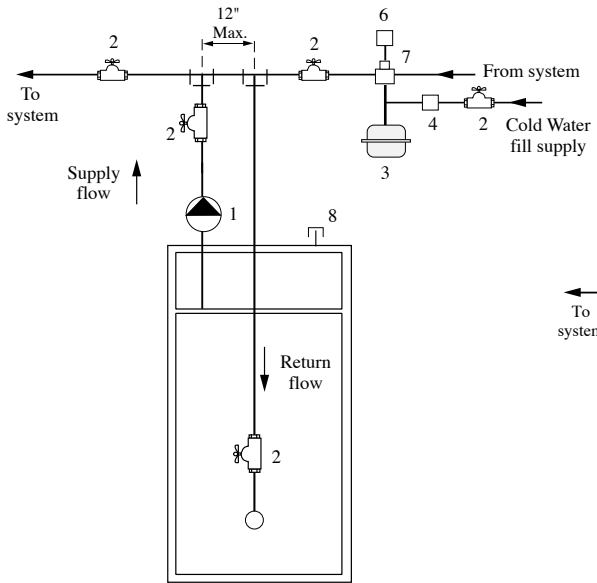 12"
Max.
6
2
2
7
From system
To
system
2
4
2
Cold Water
fill supply
3
Supply
flow
1
8
To
system
Return
flow
2